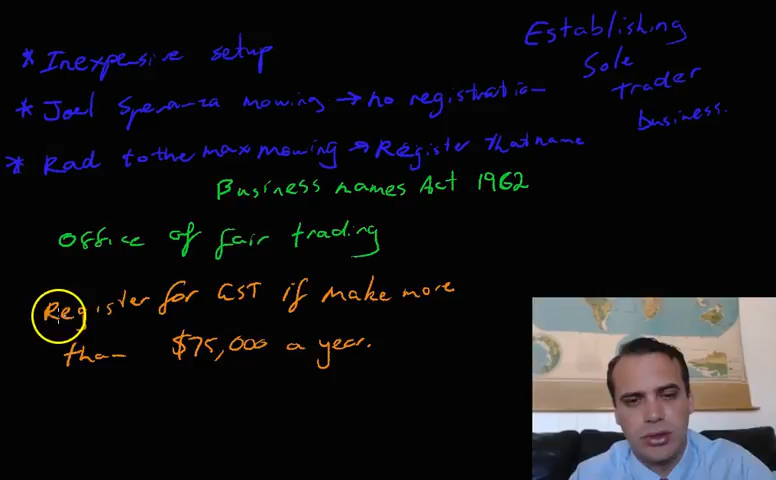 Establishing
Sole
trader
business.
* Inexpensive setup
* Joel Speranza mowing → no registration
* Rad to the max mowing → Register that name
Business names Act 1962
Office of fair trading
Register for GST if make more
than $75,000 a year.